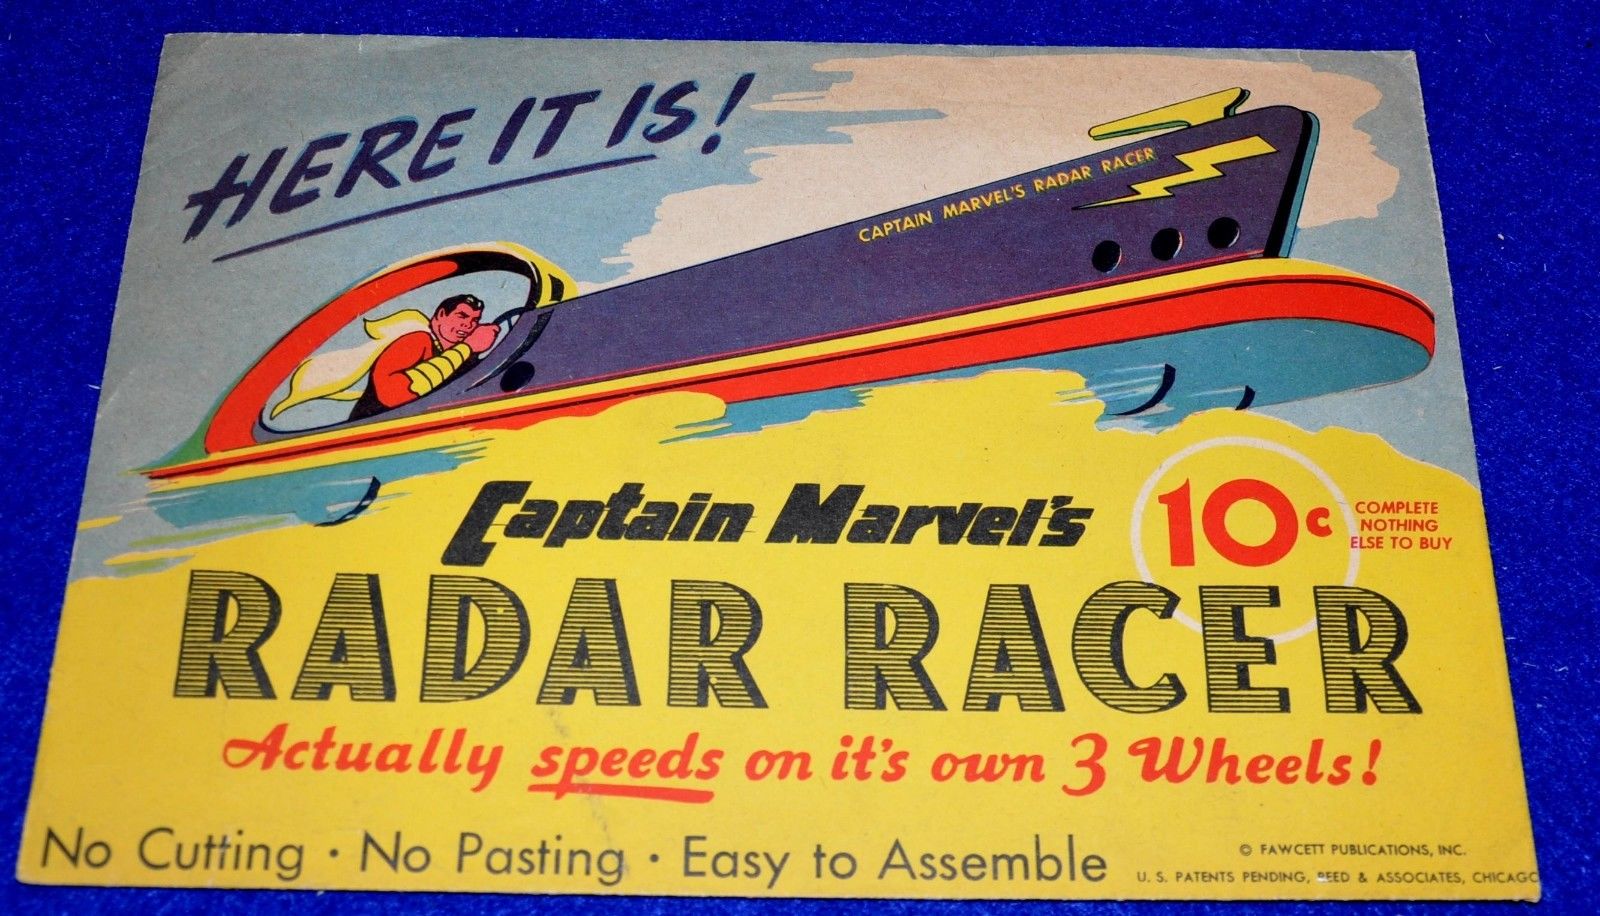 HERE IT IS!
CAPTAIN MARVEL'S RADAR RACER
Captain Marvel's
10c
COMPLETE
NOTHING
ELSE TO BUY
RADAR RACER
Actually speeds on it's own 3 Wheels!
No Cutting · No Pasting · Easy to Assemble
© FAWCETT PUBLICATIONS, INC.
U. S. PATENTS PENDING, REED & ASSOCIATES, CHICAGO